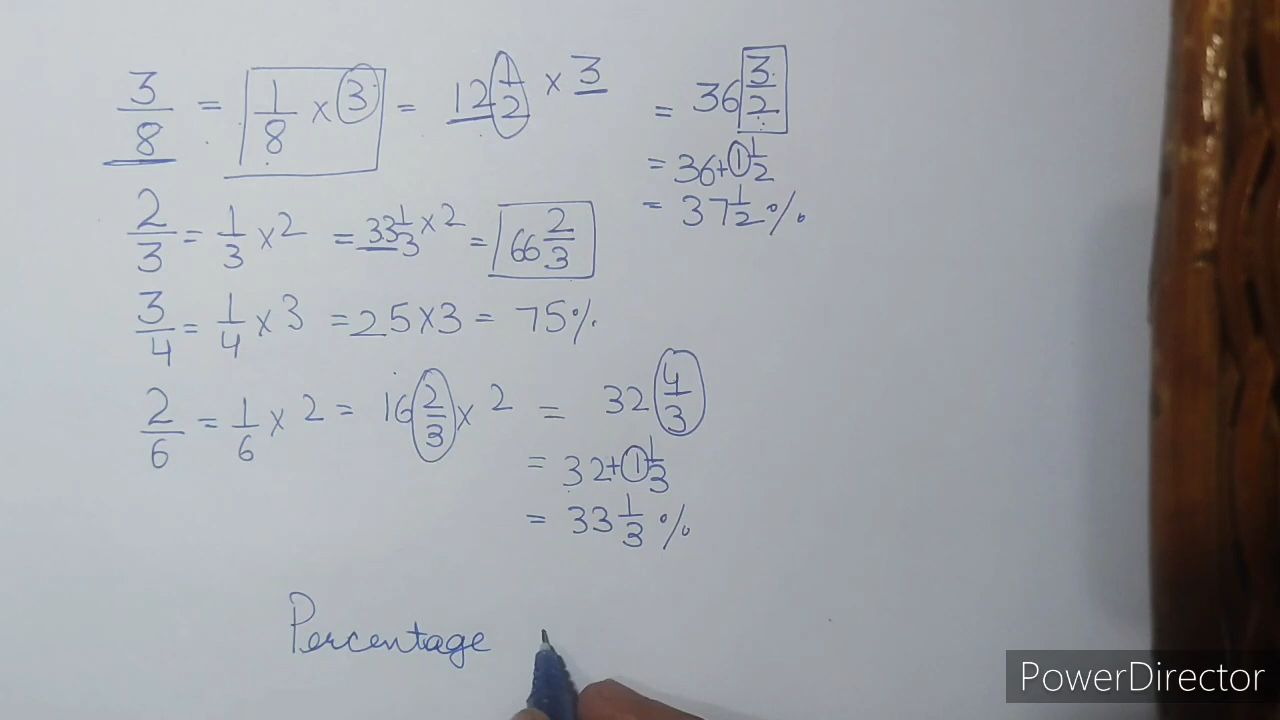 3/8 = 1/8 × 3 = 12 1/2 × 3 = 36 3/2
= 36 + 1 1/2
= 37 1/2 %
2/3 = 1/3 × 2 = 33 1/3 × 2 = 66 2/3
3/4 = 1/4 × 3 = 25 × 3 = 75%
2/6 = 1/6 × 2 = 16 2/3 × 2 = 32 4/3
= 32 + 1 1/3
= 33 1/3 %
Percentage
PowerDirector